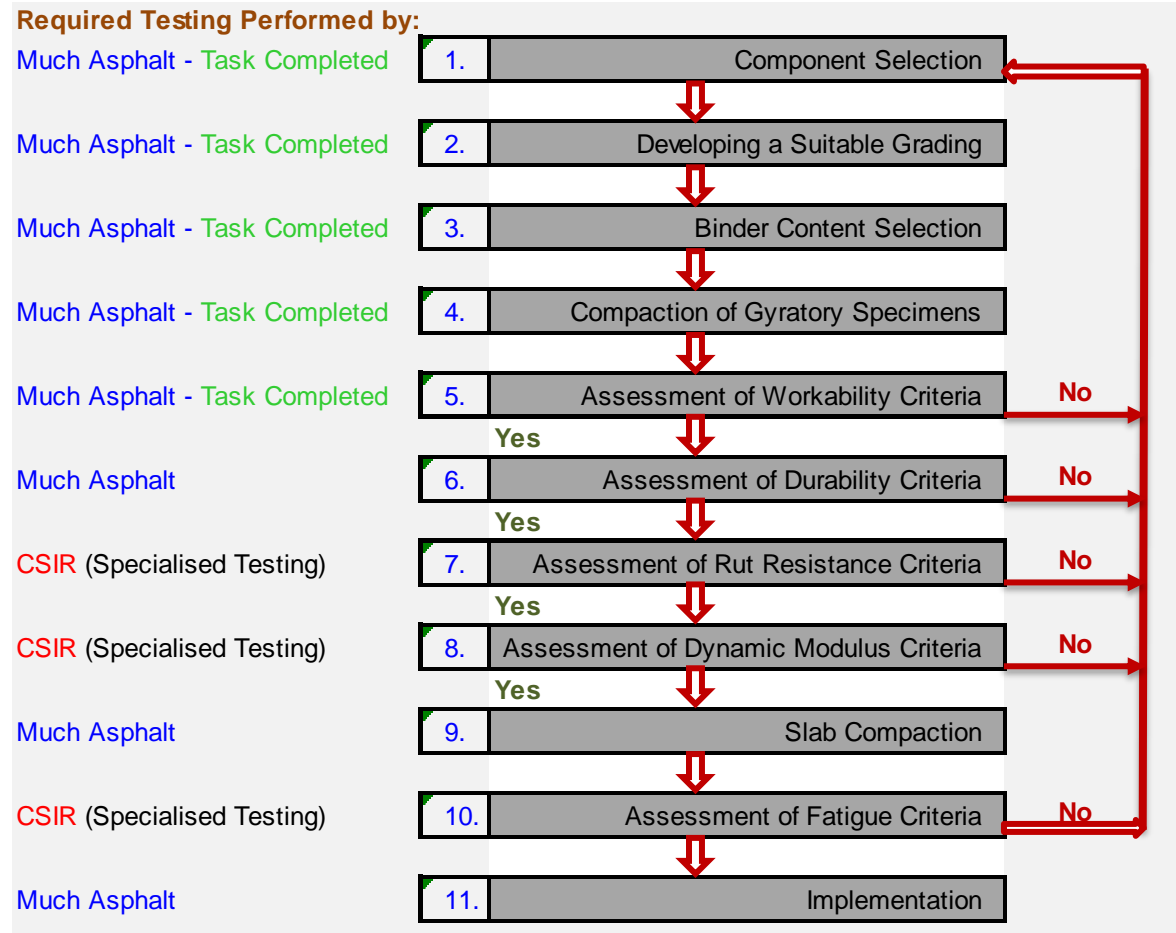 Required Testing Performed by:
Much Asphalt - Task Completed 1. Component Selection
Much Asphalt - Task Completed 2. Developing a Suitable Grading
Much Asphalt - Task Completed 3. Binder Content Selection
Much Asphalt - Task Completed 4. Compaction of Gyratory Specimens
Much Asphalt - Task Completed 5. Assessment of Workability Criteria No
Yes
Much Asphalt 6. Assessment of Durability Criteria No
Yes
CSIR (Specialised Testing) 7. Assessment of Rut Resistance Criteria No
Yes
CSIR (Specialised Testing) 8. Assessment of Dynamic Modulus Criteria No
Yes
Much Asphalt 9. Slab Compaction
CSIR (Specialised Testing) 10. Assessment of Fatigue Criteria No
Much Asphalt 11. Implementation